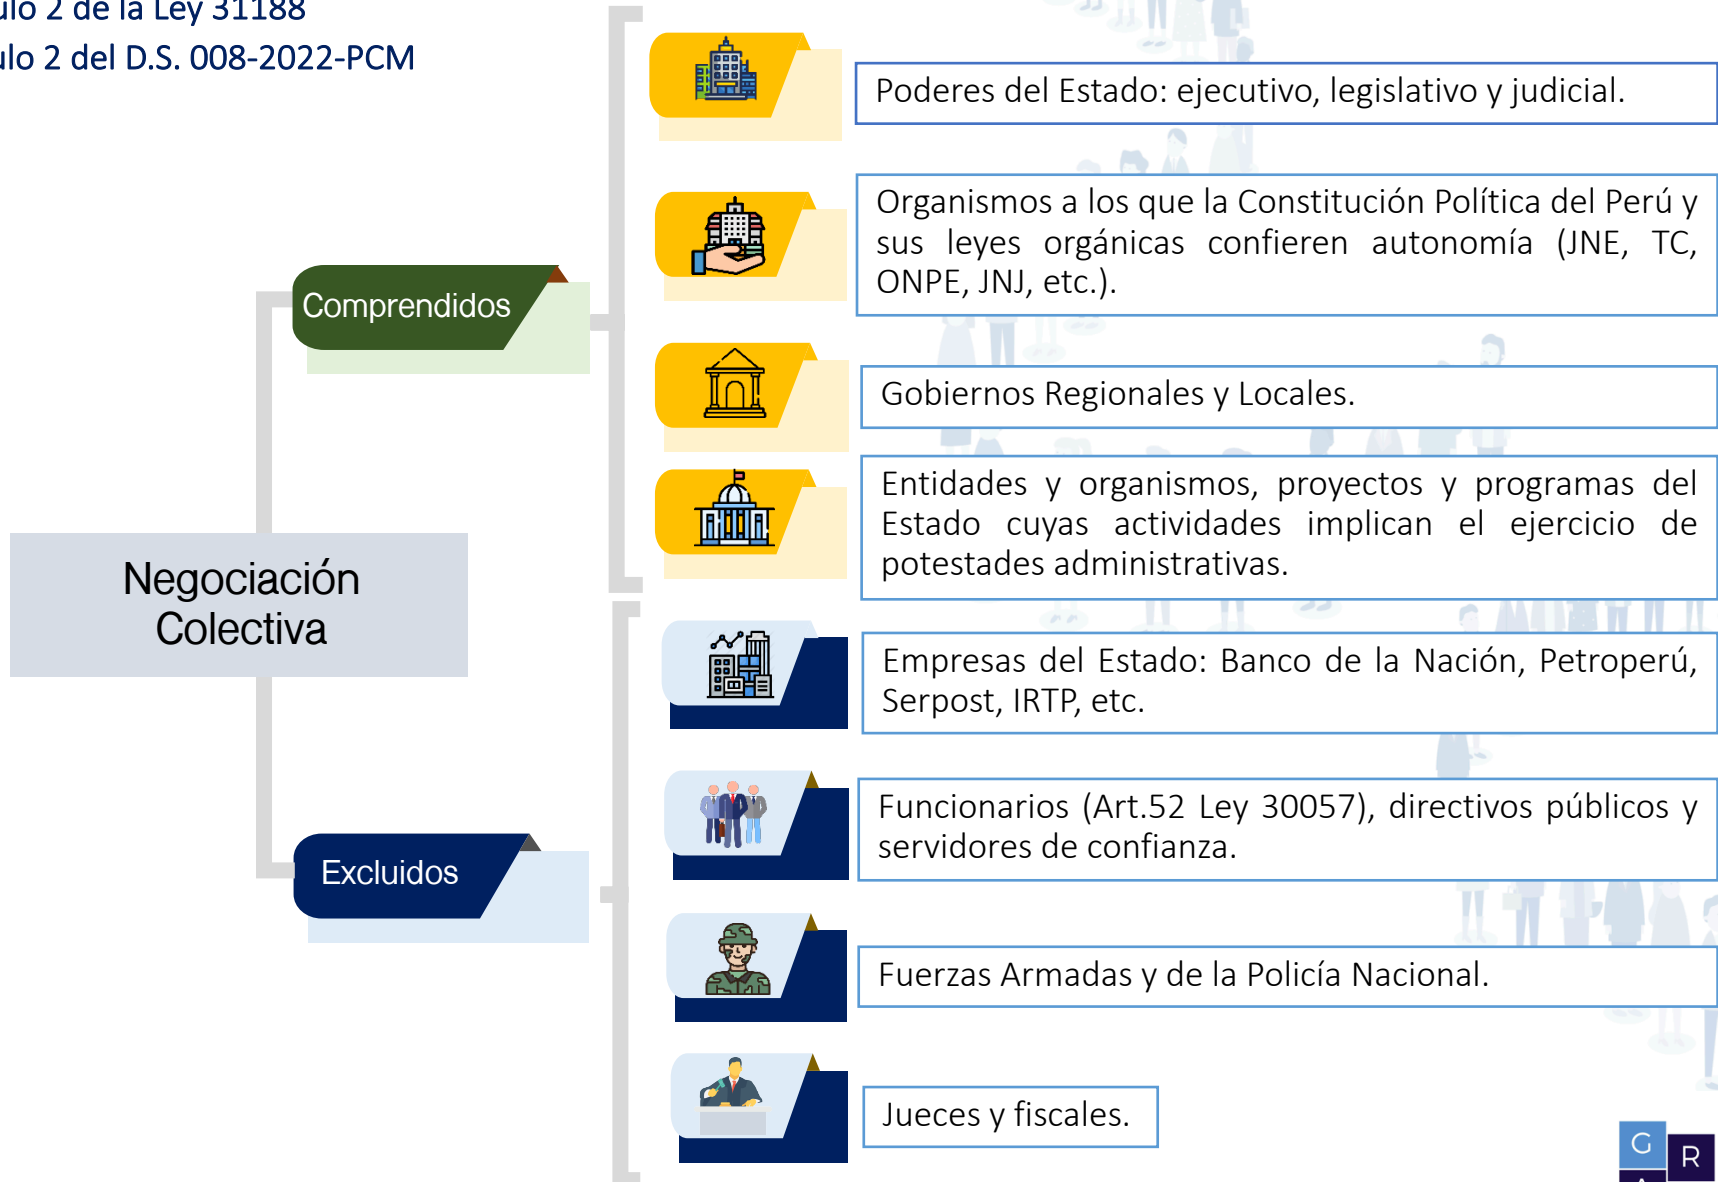 ulo 2 de la Ley 31188
ulo 2 del D.S. 008-2022-PCM
Poderes del Estado: ejecutivo, legislativo y judicial.
Organismos a los que la Constitución Política del Perú y
sus leyes orgánicas confieren autonomía (JNE, TC,
ONPE, JNJ, etc.).
Comprendidos
Gobiernos Regionales y Locales.
Entidades y organismos, proyectos y programas del
Estado cuyas actividades implican el ejercicio de
potestades administrativas.
Negociación
Colectiva
Empresas del Estado: Banco de la Nación, Petroperú,
Serpost, IRTP, etc.
Funcionarios (Art.52 Ley 30057), directivos públicos y
servidores de confianza.
Excluidos
Fuerzas Armadas y de la Policía Nacional.
Jueces y fiscales.
G
R